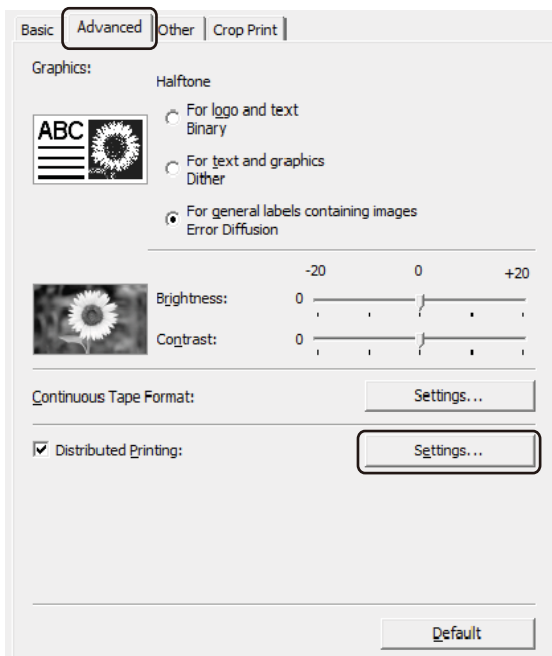 Basic Advanced Other Crop Print
Graphics:
Halftone
ABC
For logo and text
Binary
For text and graphics
Dither
For general labels containing images
Error Diffusion
-20 0 +20
Brightness: 0
Contrast: 0
Continuous Tape Format: Settings...
Distributed Printing: Settings...
Default